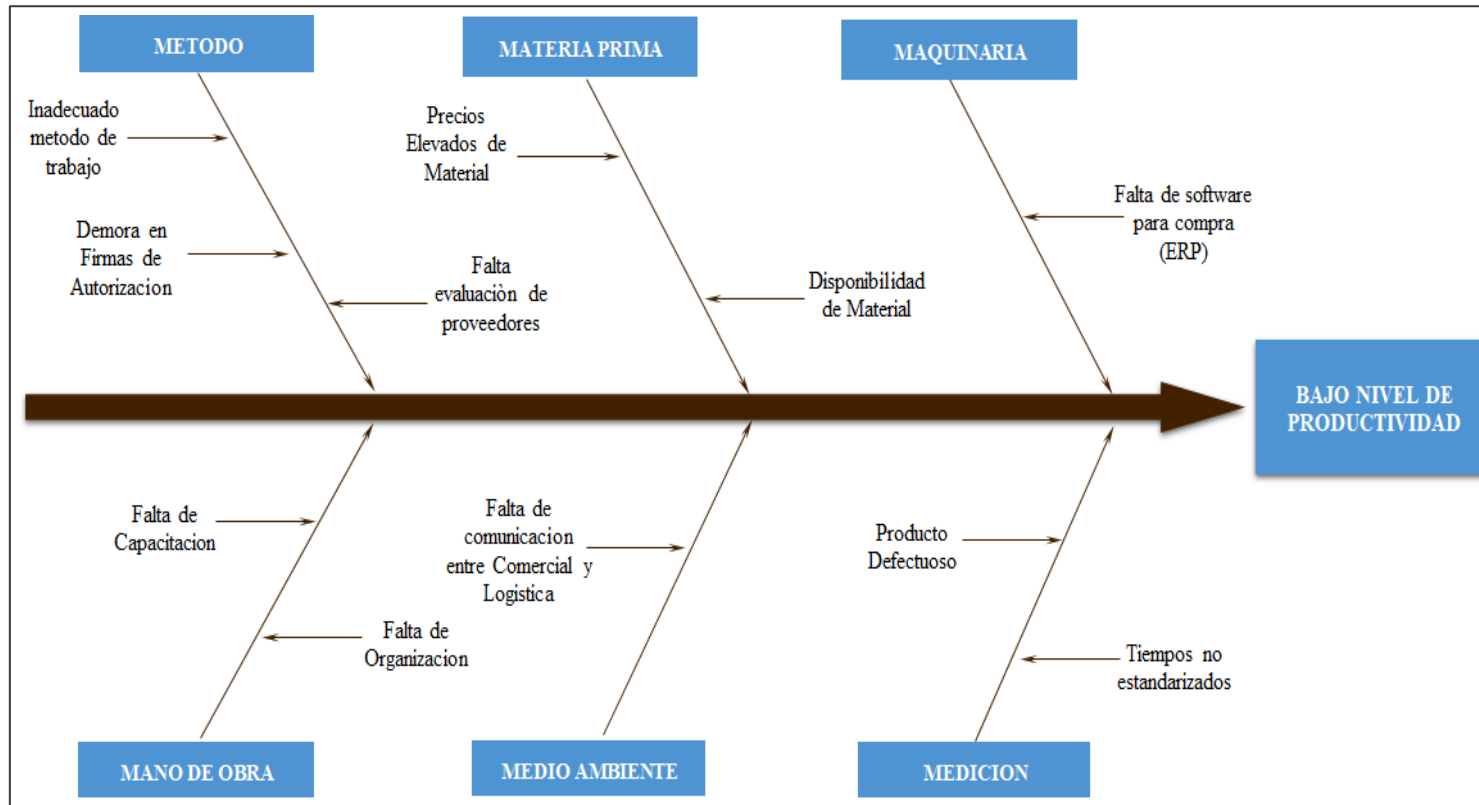 METODO
MATERIA PRIMA
MAQUINARIA
Inadecuado
metodo de
trabajo
Precios
Elevados de
Material
Falta de software
para compra
(ERP)
Demora en
Firmas de
Autorizacion
Falta
evaluaciòn de
proveedores
Disponibilidad
de Material
BAJO NIVEL DE
PRODUCTIVIDAD
Falta de
Capacitacion
Falta de
comunicacion
entre Comercial y
Logistica
Producto
Defectuoso
Falta de
Organizacion
Tiempos no
estandarizados
MANO DE OBRA
MEDIO AMBIENTE
MEDICION